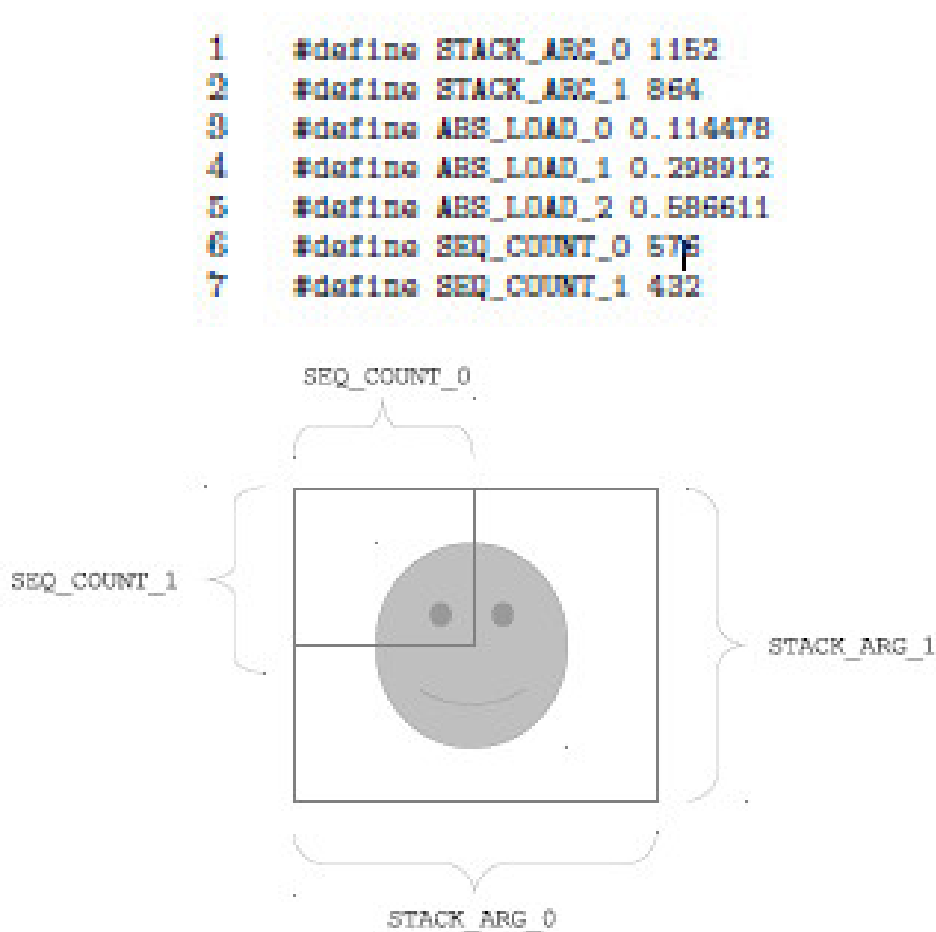 1 #define STACK_ARG_0 1152
2 #define STACK_ARG_1 864
3 #define ABS_LOAD_0 0.114478
4 #define ABS_LOAD_1 0.298912
5 #define ABS_LOAD_2 0.586611
6 #define SEQ_COUNT_0 576
7 #define SEQ_COUNT_1 432
SEQ_COUNT_0
SEQ_COUNT_1
STACK_ARG_1
STACK_ARG_0